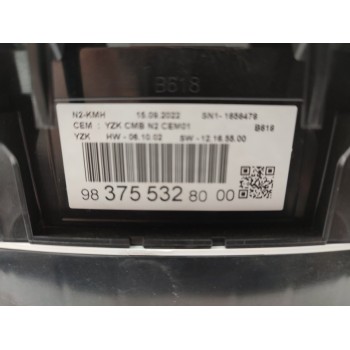 B618
N2-KMH 15.09.2022 SN1- 1858478
CEM : YZK CMB N2 CEM01 B618
YZK HW - 06.10.02 SW - 12.16.55.00
98 375 532 80 00